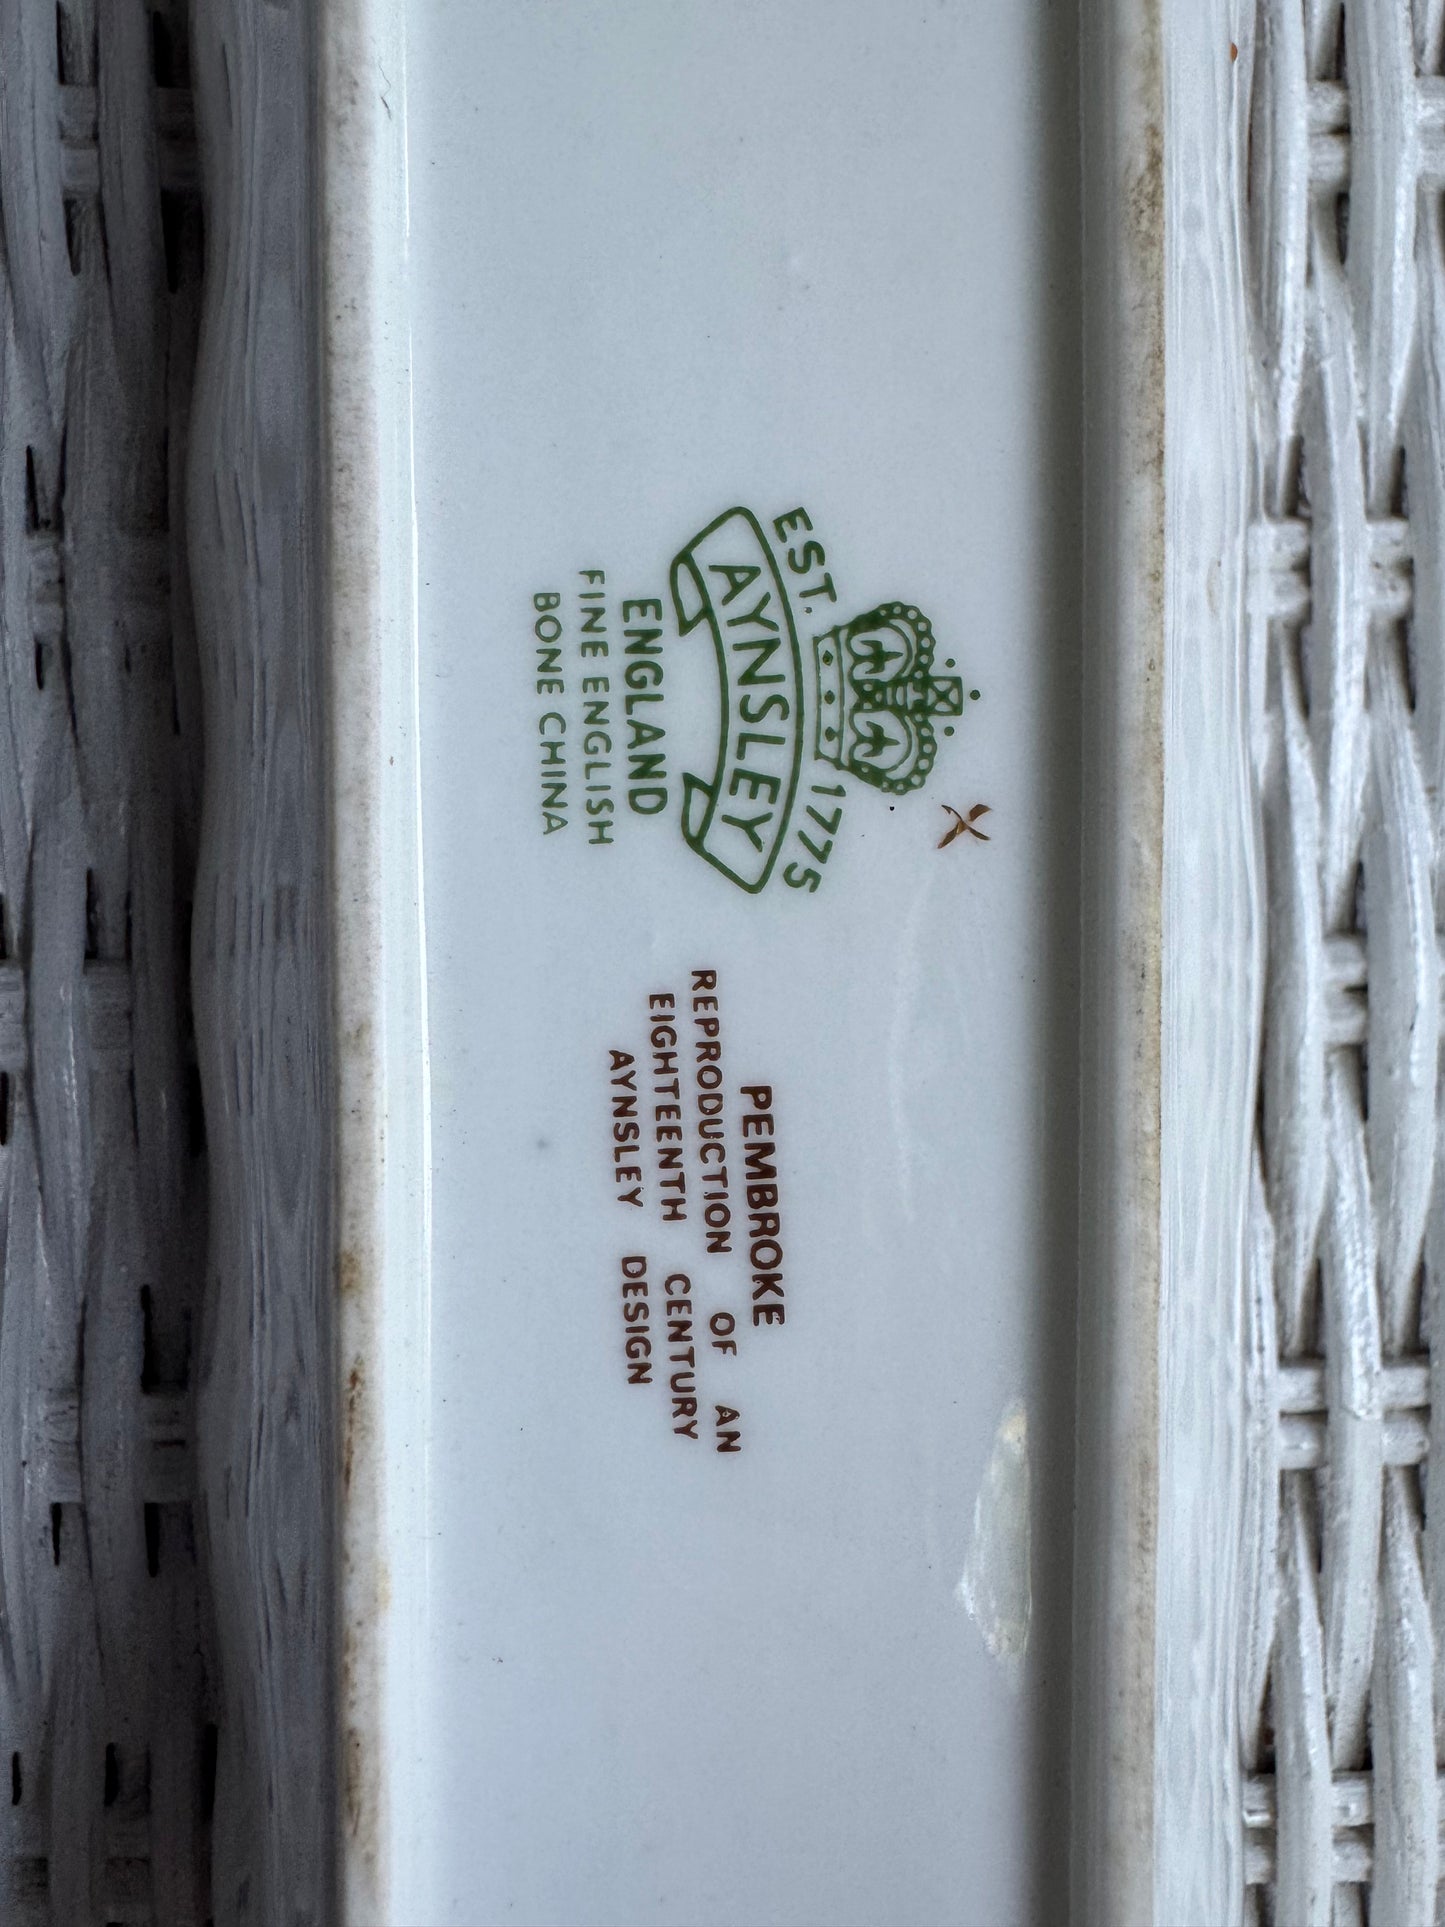 EST. 1775
AYNSLEY
ENGLAND
FINE ENGLISH
BONE CHINA
PEMBROKE
REPRODUCTION OF AN
EIGHTEENTH CENTURY
AYNSLEY DESIGN